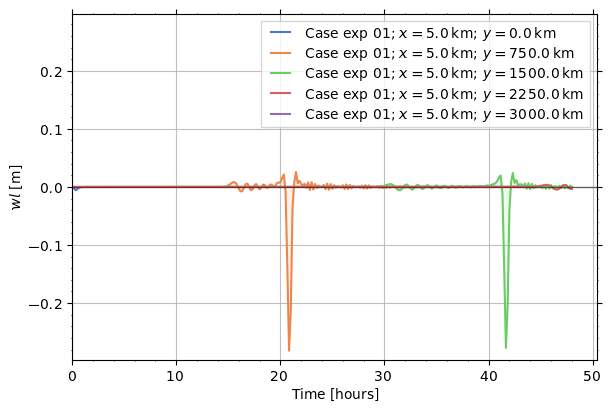 Case exp 01; x = 5.0 km; y = 0.0 km
Case exp 01; x = 5.0 km; y = 750.0 km
Case exp 01; x = 5.0 km; y = 1500.0 km
Case exp 01; x = 5.0 km; y = 2250.0 km
Case exp 01; x = 5.0 km; y = 3000.0 km
wl [m]
0.2
0.1
0.0
−0.1
−0.2
0 10 20 30 40 50
Time [hours]